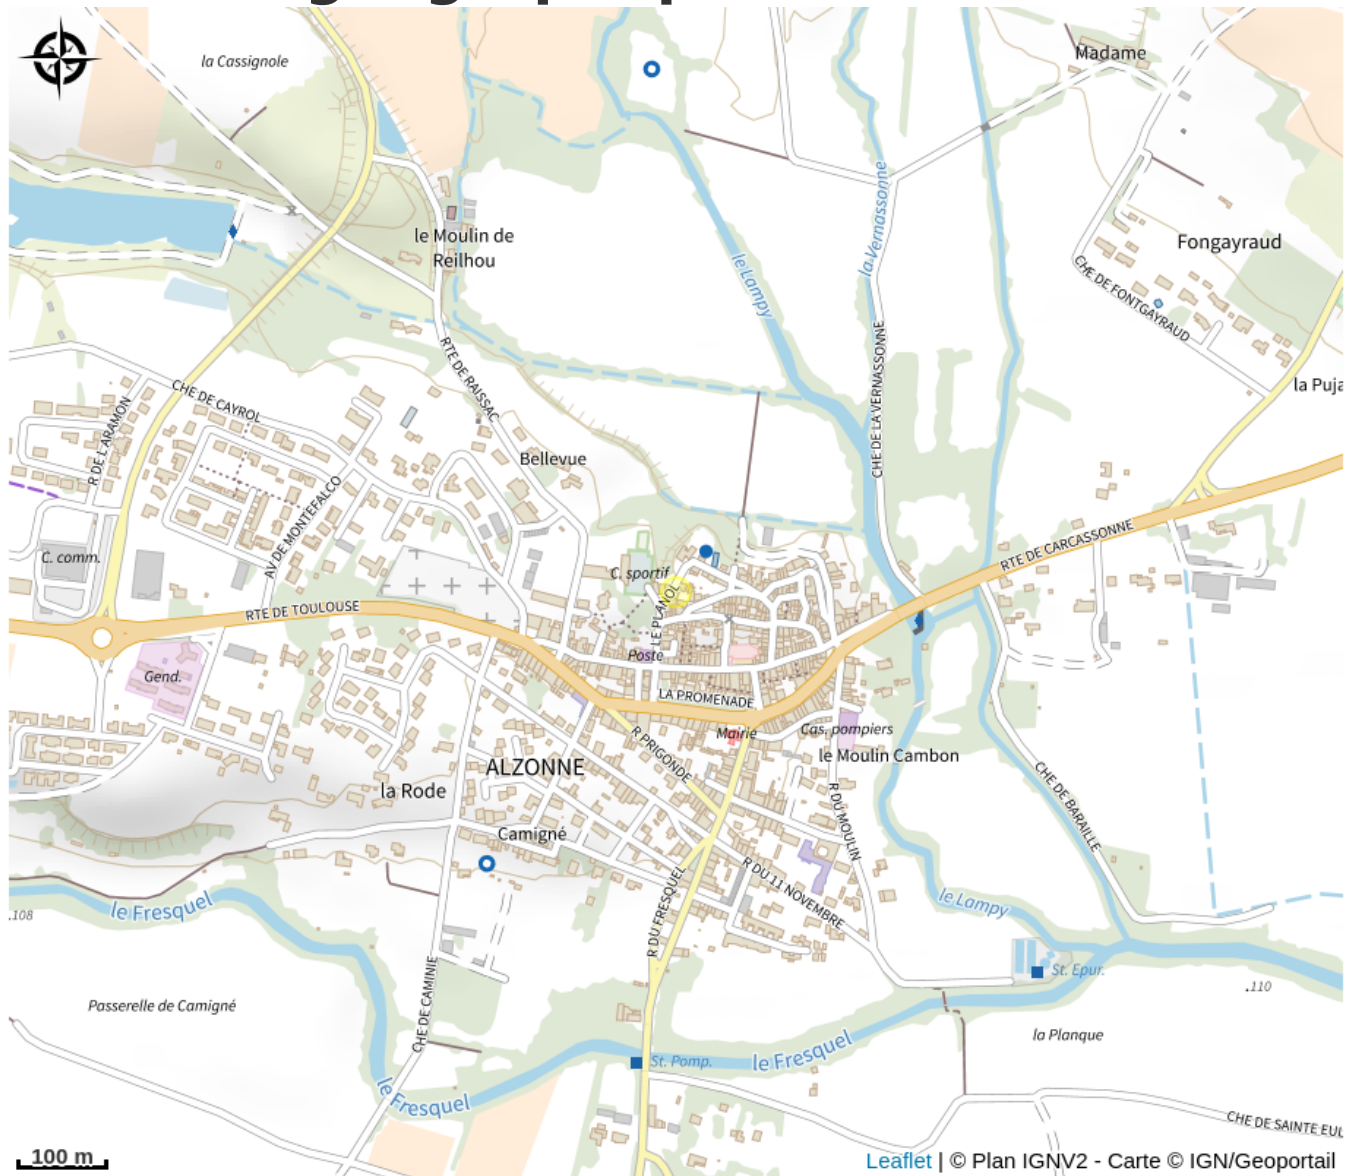 la Cassignole
Madame
le Moulin de
Reilhou
la Vernassonne
Fongayraud
le Lampy
CHE DE FONTGAYRAUD
CHE DE LA VERNASSONNE
RTE DE RAISSAC
la Puja
CHE DE CAYROL
R DE L'ARAMON
Bellevue
AV DE MONTEFALCO
C. comm.
RTE DE CARCASSONNE
C. sportif
LE PLANOL
RTE DE TOULOUSE
Poste
Gend.
LA PROMENADE
Mairie
Cas. pompiers
le Moulin Cambon
R PRIGONDE
ALZONNE
la Rode
CHE DE BARAILLE
R DU MOULIN
Camigné
R DU 11 NOVEMBRE
R DU FRESQUEL
le Fresquel
.108
le Lampy
St. Epur.
.110
CHE DE CAMINIE
Passerelle de Camigné
la Planque
St. Pomp.
le Fresquel
le Fresquel
CHE DE SAINTE EUL
100 m
Leaflet | © Plan IGNV2 - Carte © IGN/Geoportail